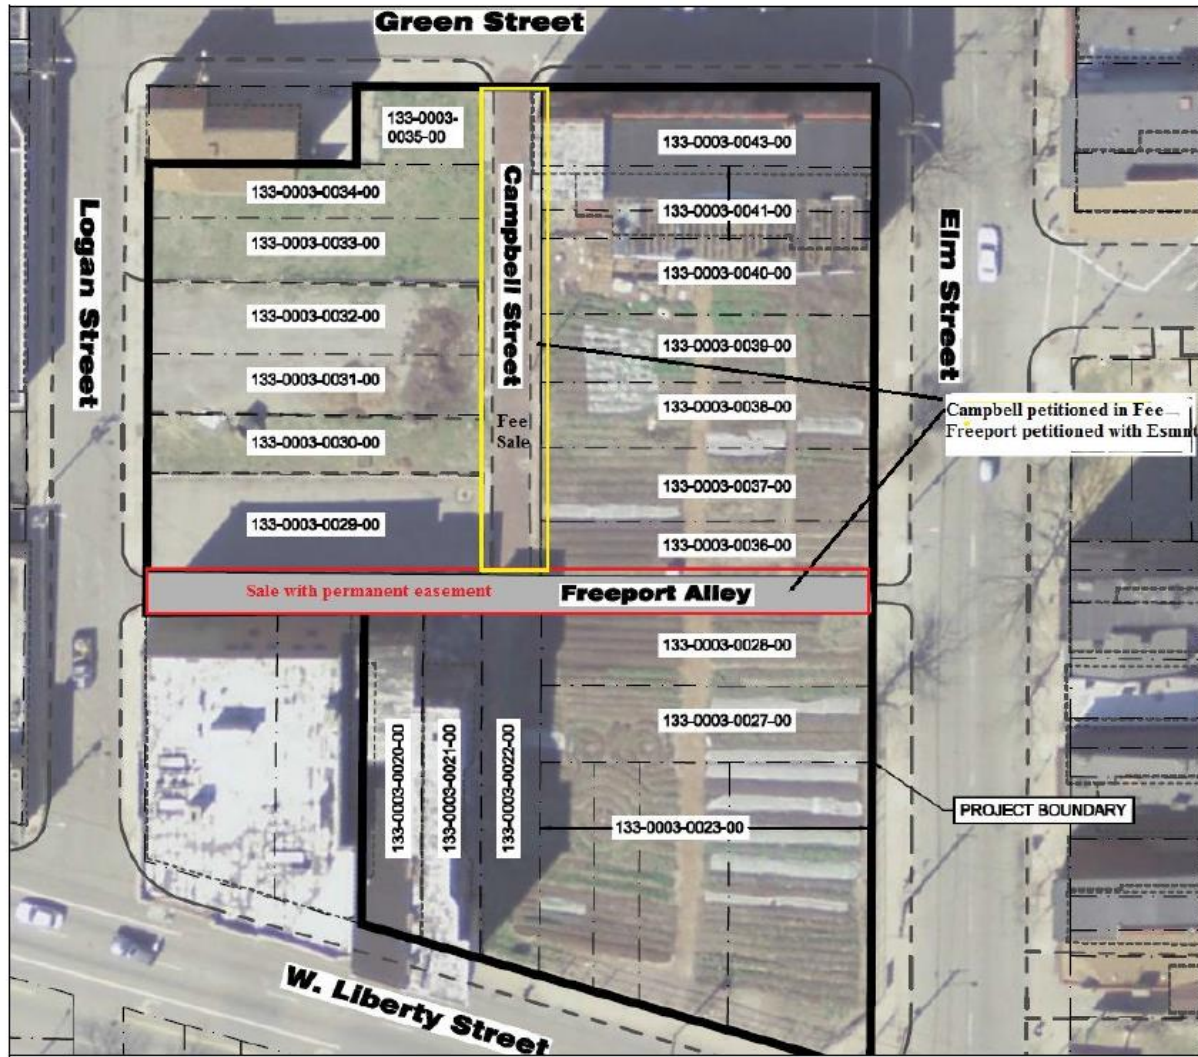 Green Street
133-0003-
0035-00
133-0003-0043-00
133-0003-0034-00
133-0003-0041-00
133-0003-0033-00
133-0003-0040-00
Logan Street
Campbell Street
Elm Street
133-0003-0032-00
133-0003-0039-00
133-0003-0031-00
133-0003-0038-00
Campbell petitioned in Fee
Freeport petitioned with Esmnt
Fee
Sale
133-0003-0030-00
133-0003-0037-00
133-0003-0029-00
133-0003-0036-00
Sale with permanent easement
Freeport Alley
133-0003-0028-00
133-0003-0027-00
133-0003-0020-00
133-0003-0021-00
133-0003-0022-00
133-0003-0023-00
PROJECT BOUNDARY
W. Liberty Street